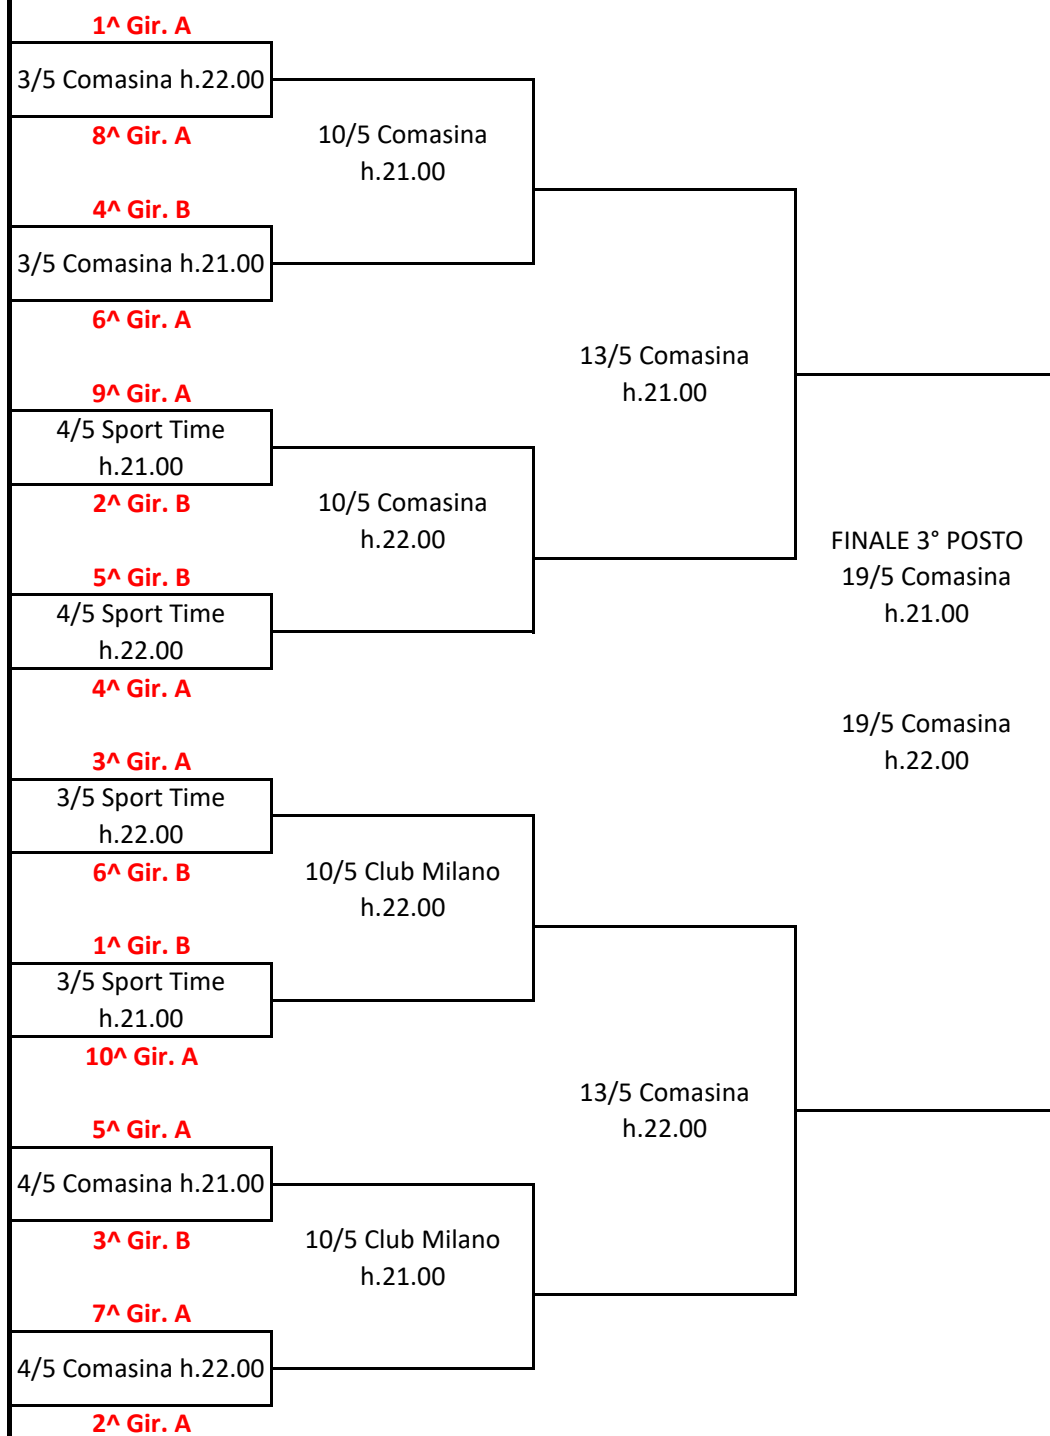 1^ Gir. A
3/5 Comasina h.22.00
8^ Gir. A
4^ Gir. B
3/5 Comasina h.21.00
6^ Gir. A
9^ Gir. A
4/5 Sport Time
h.21.00
2^ Gir. B
5^ Gir. B
4/5 Sport Time
h.22.00
4^ Gir. A
3^ Gir. A
3/5 Sport Time
h.22.00
6^ Gir. B
1^ Gir. B
3/5 Sport Time
h.21.00
10^ Gir. A
5^ Gir. A
4/5 Comasina h.21.00
3^ Gir. B
7^ Gir. A
4/5 Comasina h.22.00
2^ Gir. A
10/5 Comasina
h.21.00
10/5 Comasina
h.22.00
10/5 Club Milano
h.22.00
10/5 Club Milano
h.21.00
13/5 Comasina
h.21.00
13/5 Comasina
h.22.00
FINALE 3° POSTO
19/5 Comasina
h.21.00
19/5 Comasina
h.22.00